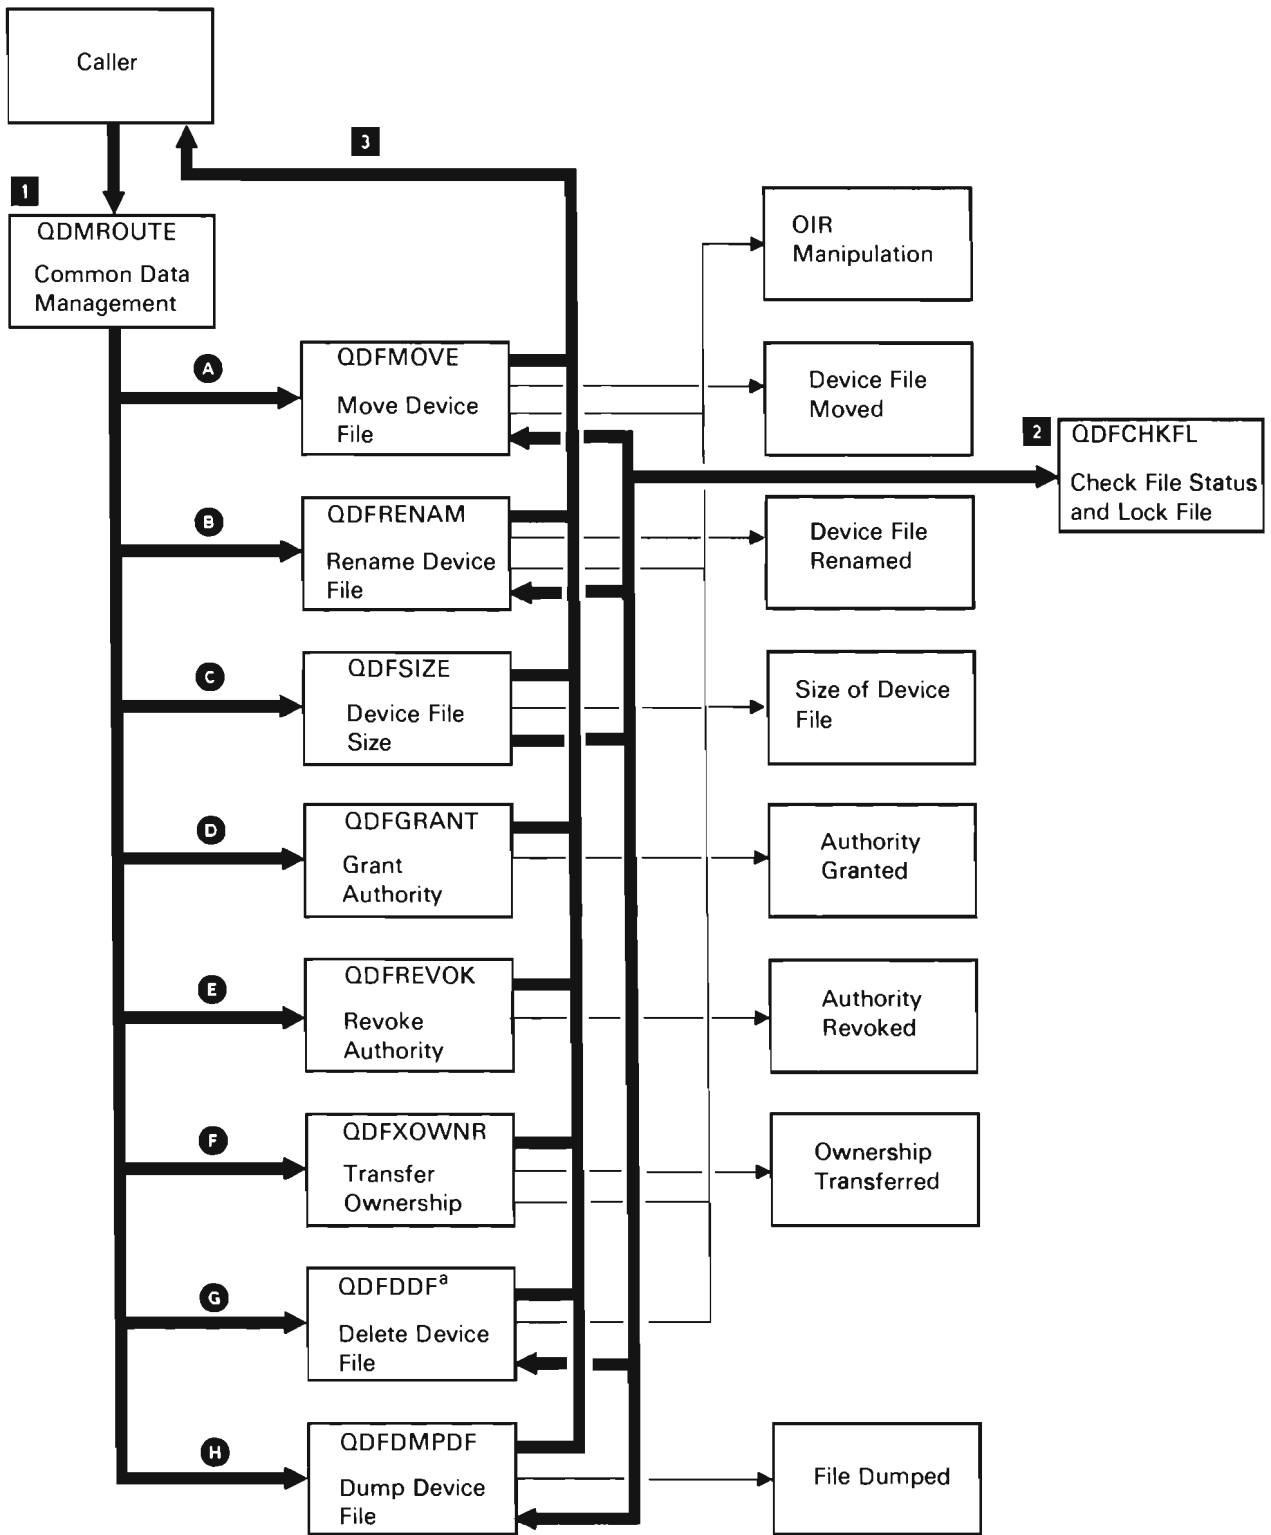 Caller
3
1
QDMROUTE
Common Data
Management
OIR
Manipulation
A
QDFMOVE
Move Device
File
Device File
Moved
2
QDFCHKFL
Check File Status
and Lock File
B
QDFRENAM
Rename Device
File
Device File
Renamed
C
QDFSIZE
Device File
Size
Size of Device
File
D
QDFGRANT
Grant
Authority
Authority
Granted
E
QDFREVOK
Revoke
Authority
Authority
Revoked
F
QDFXOWNR
Transfer
Ownership
Ownership
Transferred
G
QDFDDFª
Delete Device
File
H
QDFDMPDF
Dump Device
File
File Dumped